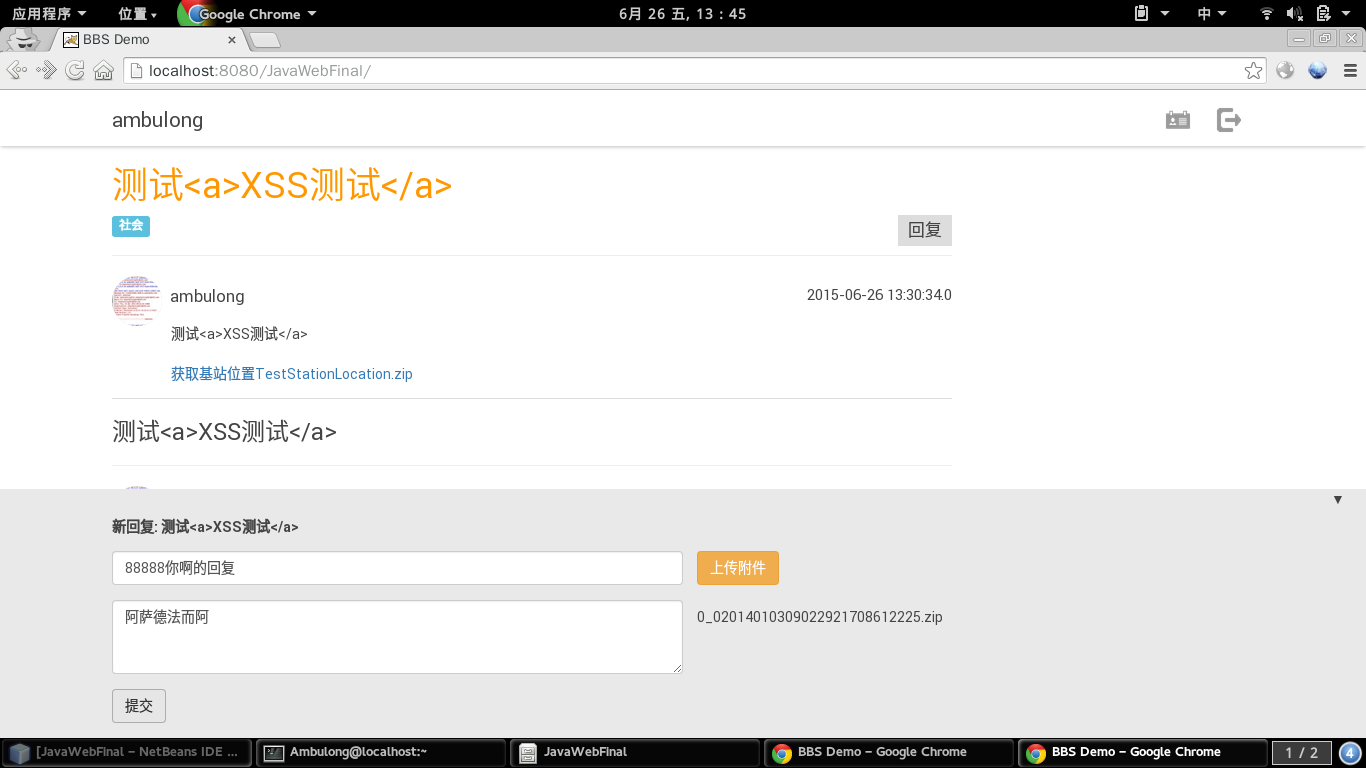 应用程序 位置 Google Chrome 6月 26 五, 13 : 45 中
BBS Demo
localhost:8080/JavaWebFinal/
ambulong
测试<a>XSS测试</a>
社会 回复
ambulong 2015-06-26 13:30:34.0
测试<a>XSS测试</a>
获取基站位置TestStationLocation.zip
测试<a>XSS测试</a>
新回复: 测试<a>XSS测试</a>
88888你啊的回复 上传附件
阿萨德法而阿 0_02014010309022921708612225.zip
提交
[JavaWebFinal - NetBeans IDE ... Ambulong@localhost:~ JavaWebFinal BBS Demo - Google Chrome BBS Demo - Google Chrome 1 / 2 4